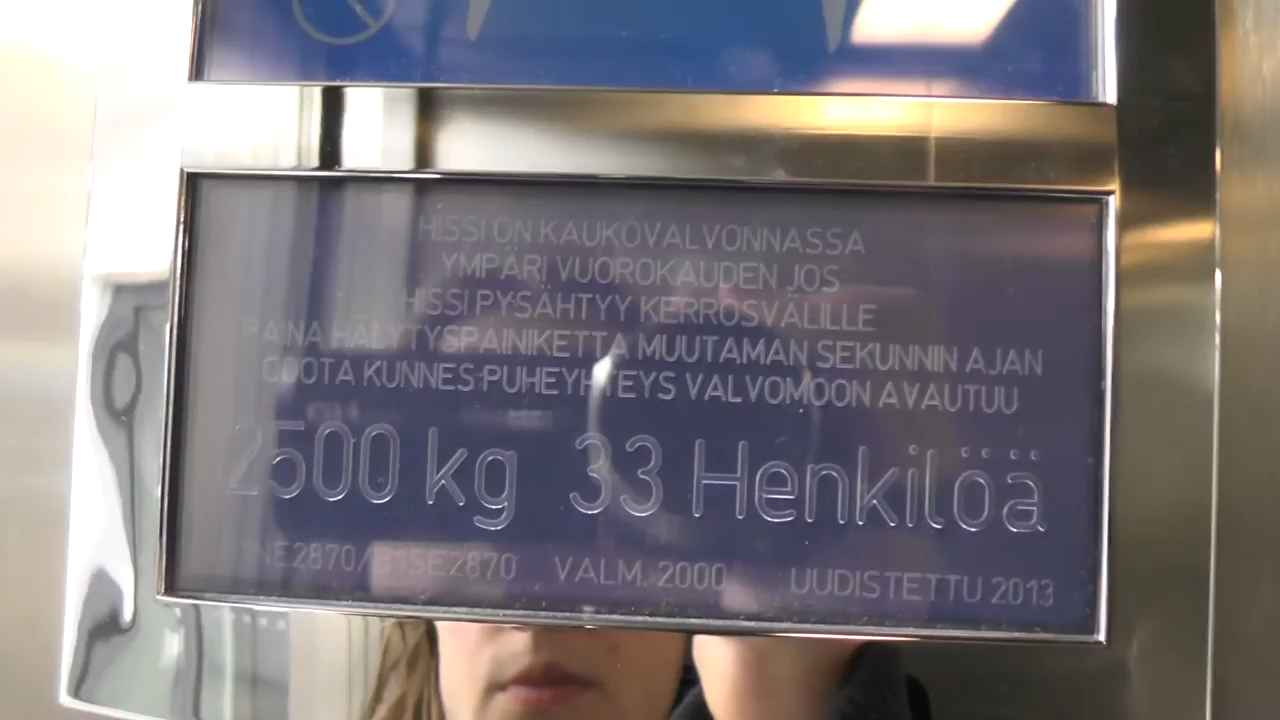 HISSI ON KAUKOVALVONNASSA
YMPÄRI VUOROKAUDEN JOS
HISSI PYSÄHTYY KERROSVÄLILLE
PAINA HÄLYTYSPAINIKETTA MUUTAMAN SEKUNNIN AJAN
ODOTA KUNNES PUHEYHTEYS VALVOMOON AVAUTUU
2500 kg 33 Henkilöä
VALM. 2000 UUDISTETTU 2013